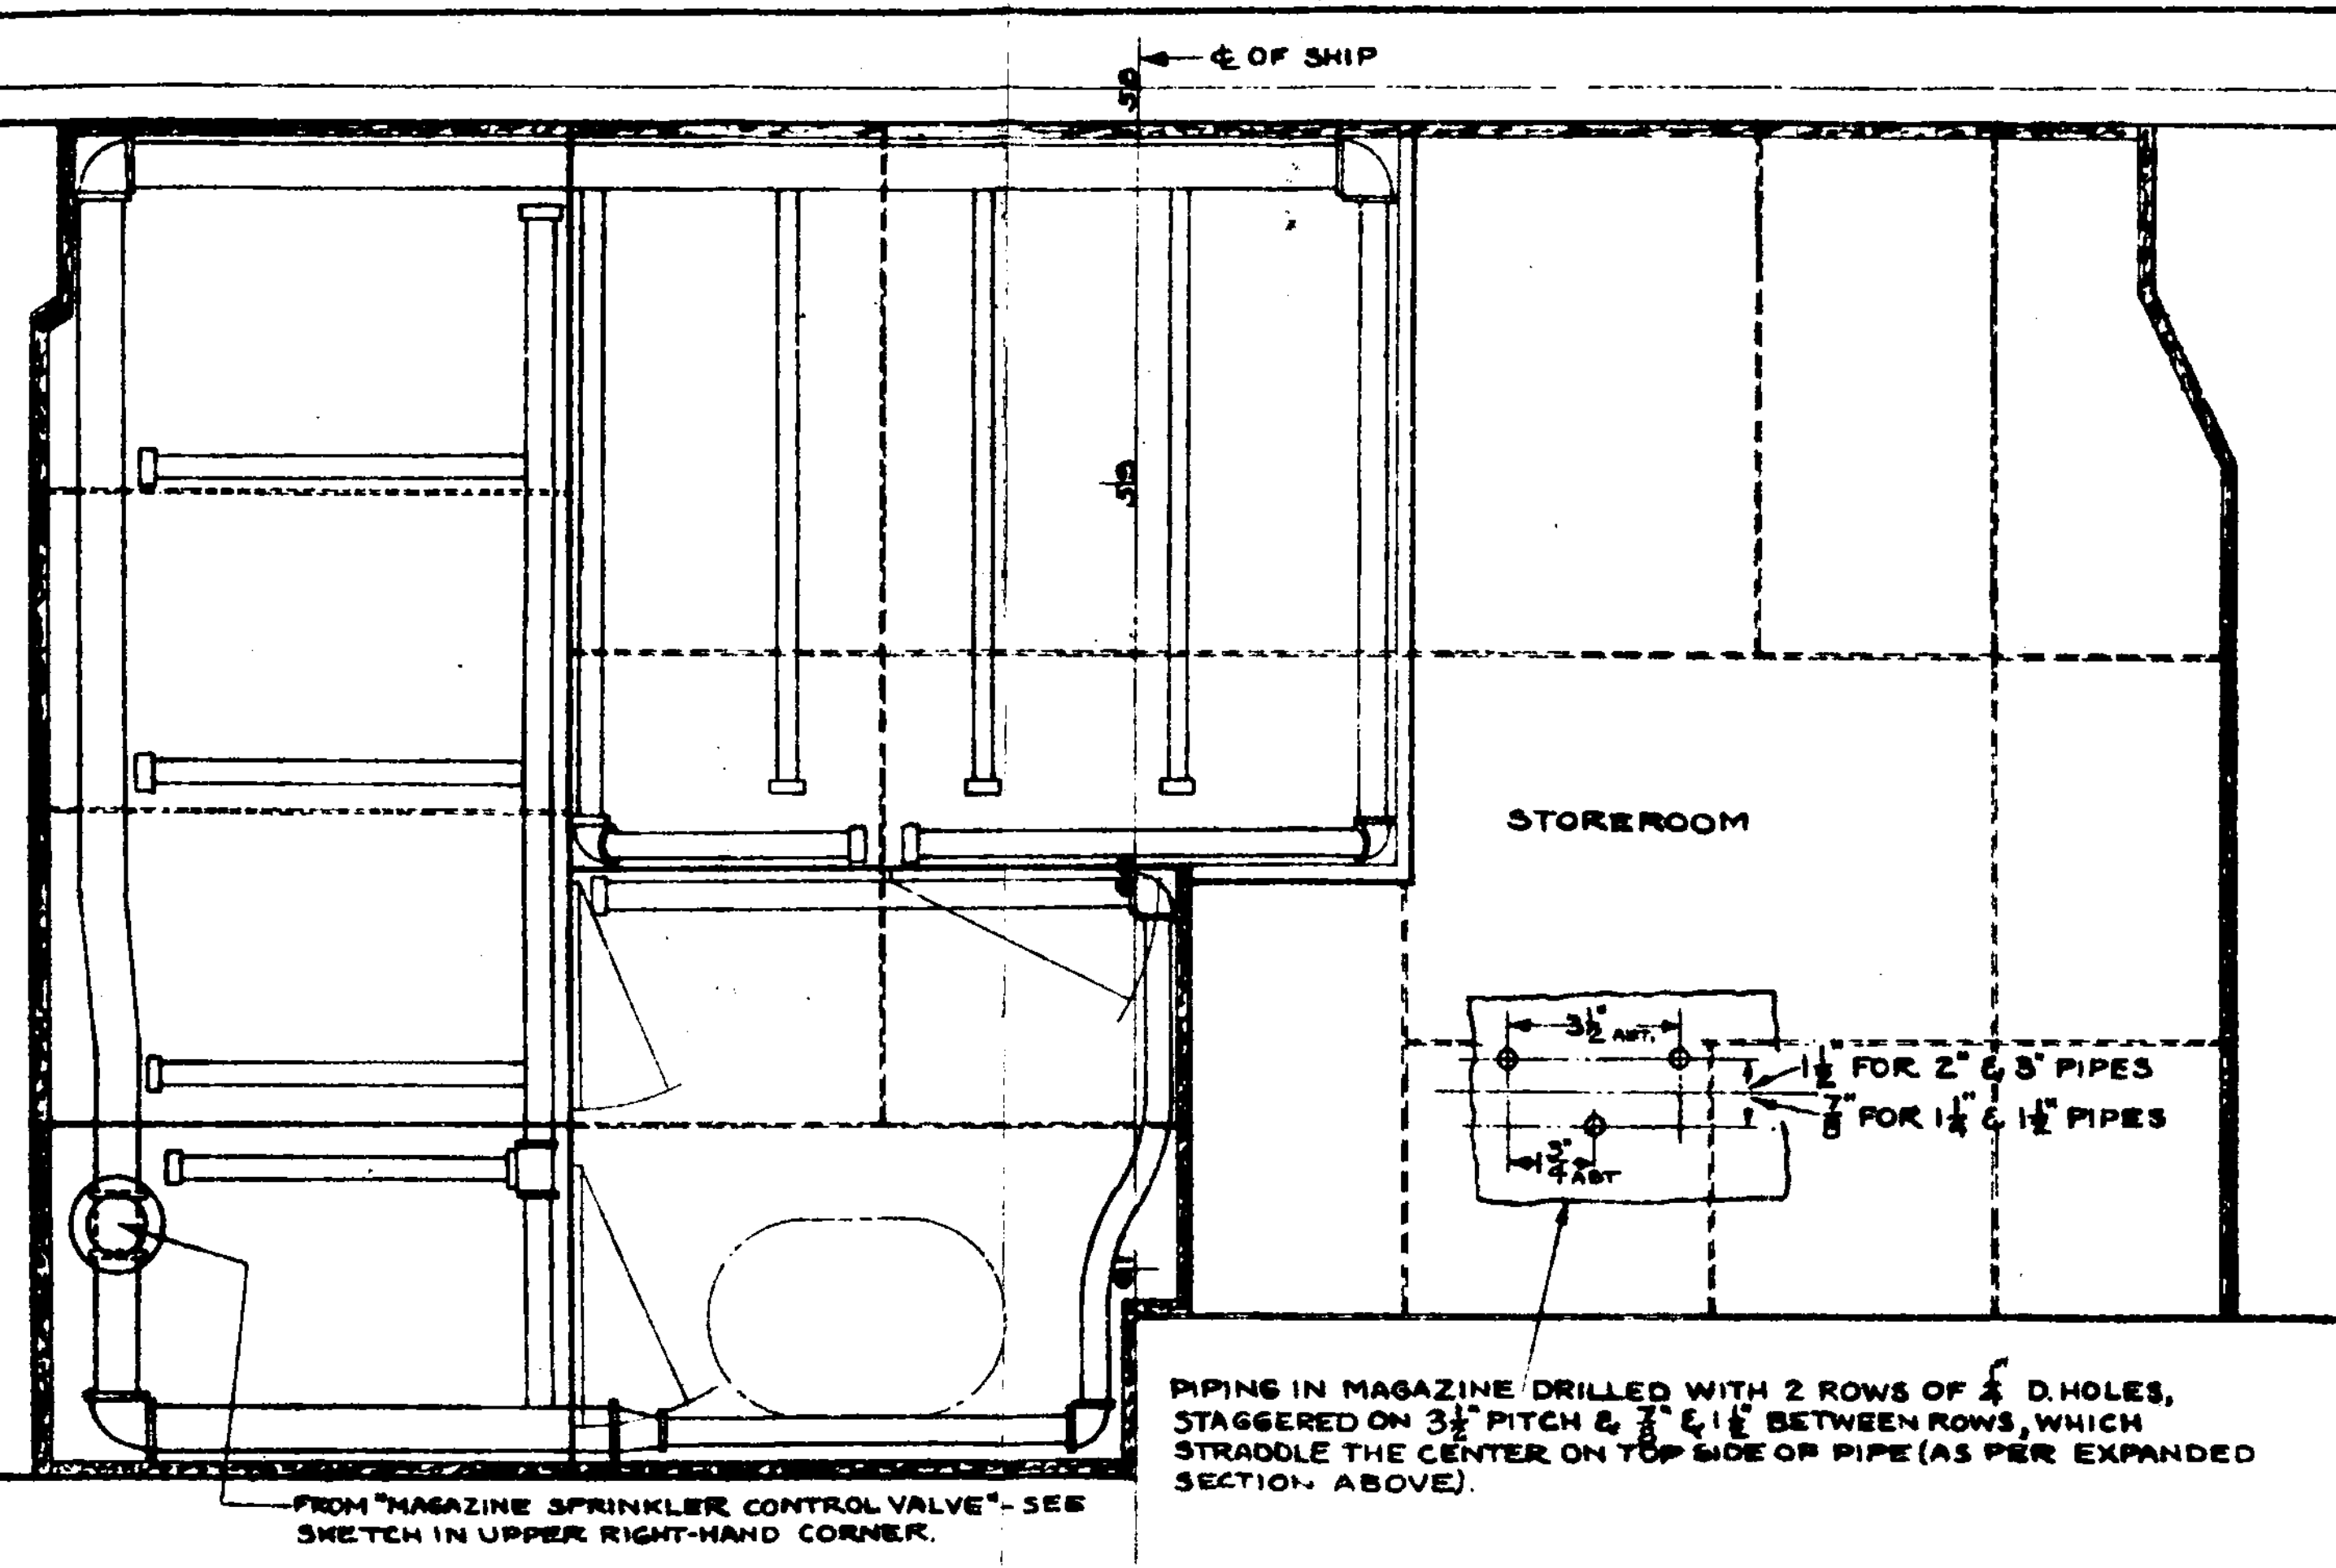 ℄ OF SHIP
58
59
STOREROOM
60
3½" ABT.
1½" FOR 2" & 3" PIPES
⅞" FOR 1¼" & 1½" PIPES
1¾" ABT
61
PIPING IN MAGAZINE DRILLED WITH 2 ROWS OF D. HOLES,
STAGGERED ON 3½" PITCH & ⅞" & 1½" BETWEEN ROWS, WHICH
STRADDLE THE CENTER ON TOP SIDE OF PIPE (AS PER EXPANDED
SECTION ABOVE).
FROM "MAGAZINE SPRINKLER CONTROL VALVE" - SEE
SKETCH IN UPPER RIGHT-HAND CORNER.